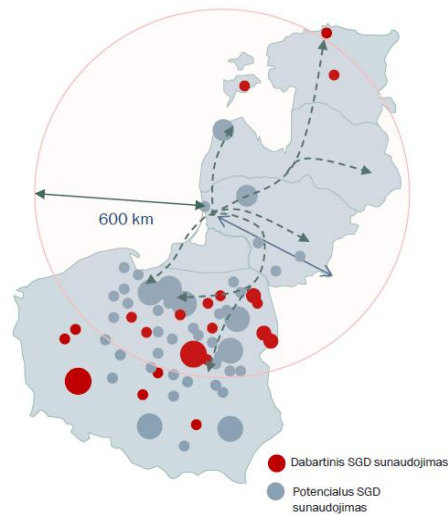 600 km
Dabartinis SGD sunaudojimas
Potencialus SGD
sunaudojimas